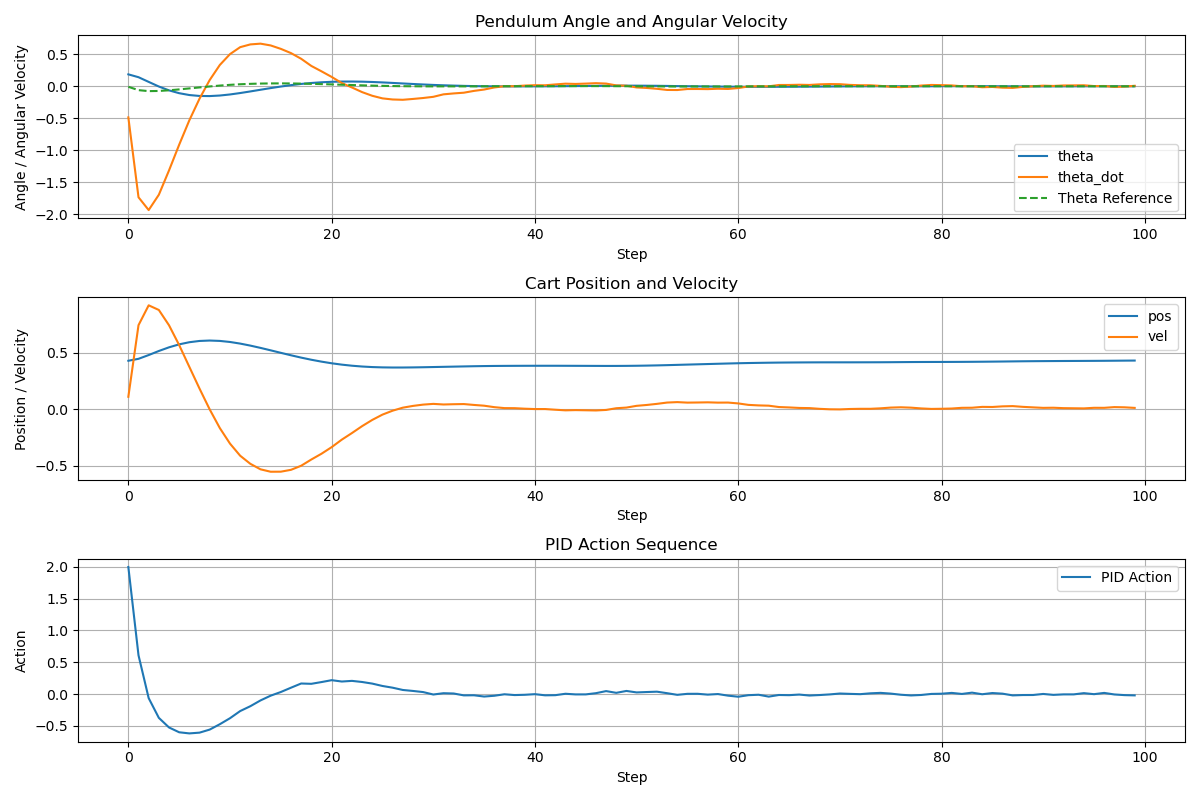 Pendulum Angle and Angular Velocity
Angle / Angular Velocity
0.5
0.0
−0.5
−1.0
−1.5
−2.0
theta
theta_dot
Theta Reference
0 20 40 60 80 100
Step
Cart Position and Velocity
Position / Velocity
0.5
0.0
−0.5
pos
vel
0 20 40 60 80 100
Step
PID Action Sequence
Action
2.0
1.5
1.0
0.5
0.0
−0.5
PID Action
0 20 40 60 80 100
Step